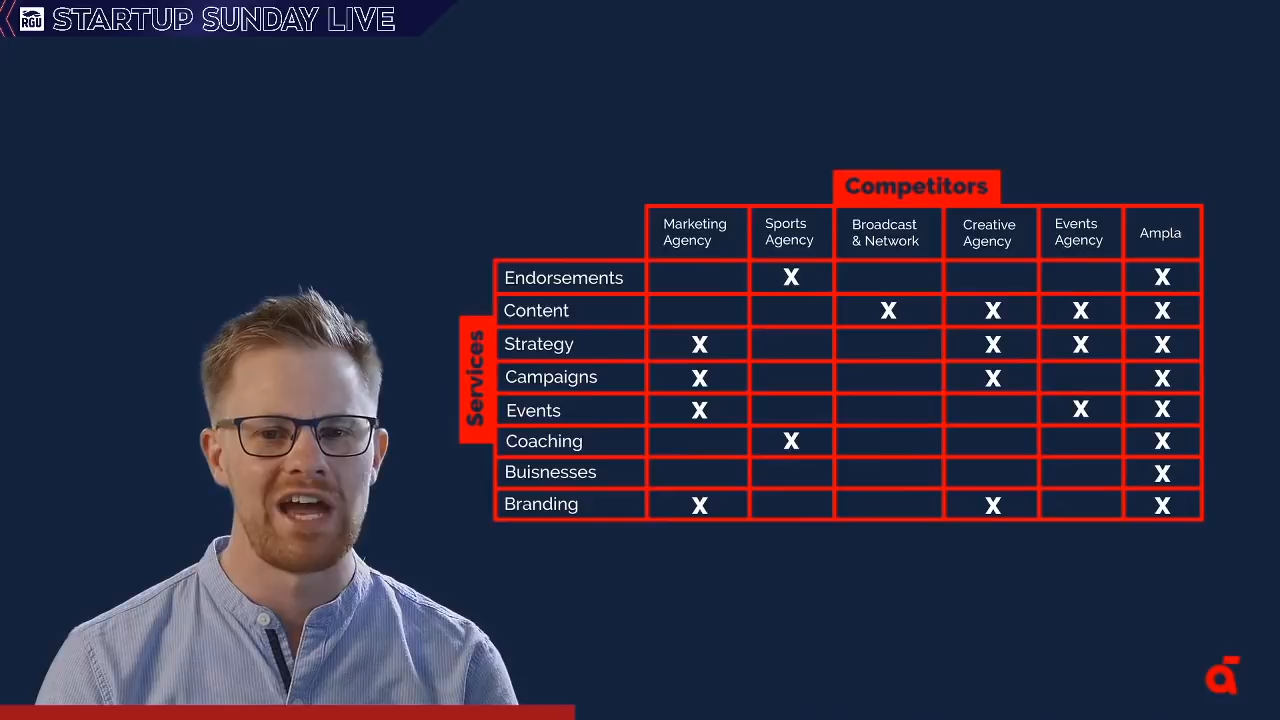 RGU STARTUP SUNDAY LIVE
Competitors
Marketing Agency Sports Agency Broadcast & Network Creative Agency Events Agency Ampla
Services
Endorsements X X
Content X X X X
Strategy X X X X
Campaigns X X X
Events X X X
Coaching X X
Buisnesses X
Branding X X X
a